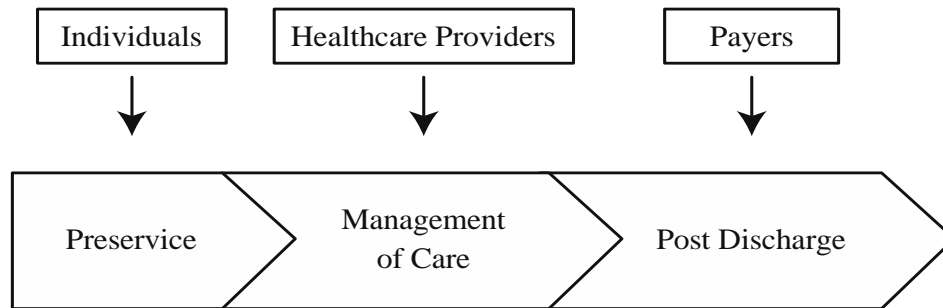 Individuals
Healthcare Providers
Payers
Preservice
Management
of Care
Post Discharge